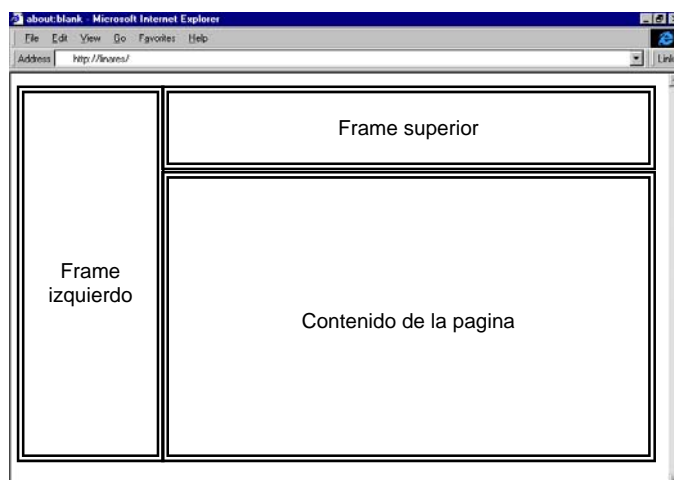 about:blank - Microsoft Internet Explorer
File Edit View Go Favorites Help
Address http://linares/ Link
Frame superior
Frame
izquierdo
Contenido de la pagina